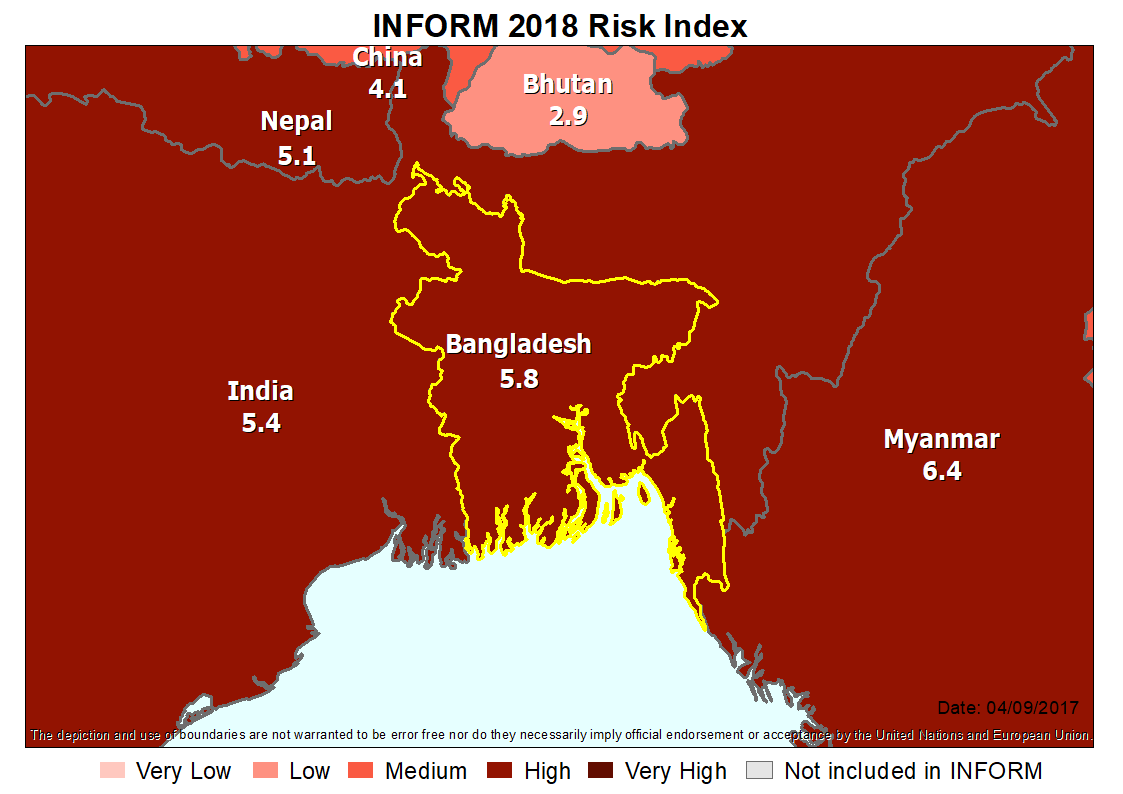 INFORM 2018 Risk Index
China
4.1
Bhutan
2.9
Nepal
5.1
Bangladesh
5.8
India
5.4
Myanmar
6.4
Date: 04/09/2017
The depiction and use of boundaries are not warranted to be error free nor do they necessarily imply official endorsement or acceptance by the United Nations and European Union.
Very Low
Low
Medium
High
Very High
Not included in INFORM